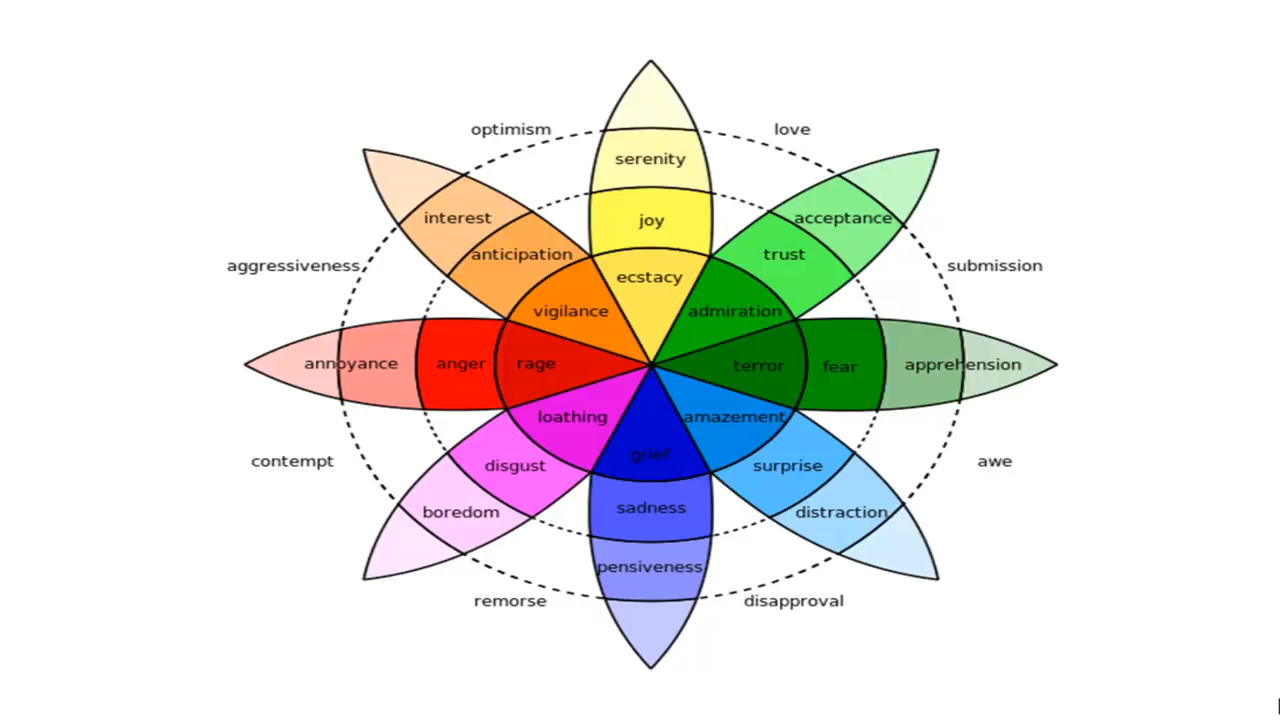 optimism
love
serenity
interest
joy
acceptance
anticipation
trust
aggressiveness
ecstacy
submission
vigilance
admiration
annoyance
anger
rage
terror
fear
apprehension
loathing
amazement
contempt
grief
awe
disgust
surprise
boredom
sadness
distraction
pensiveness
remorse
disapproval